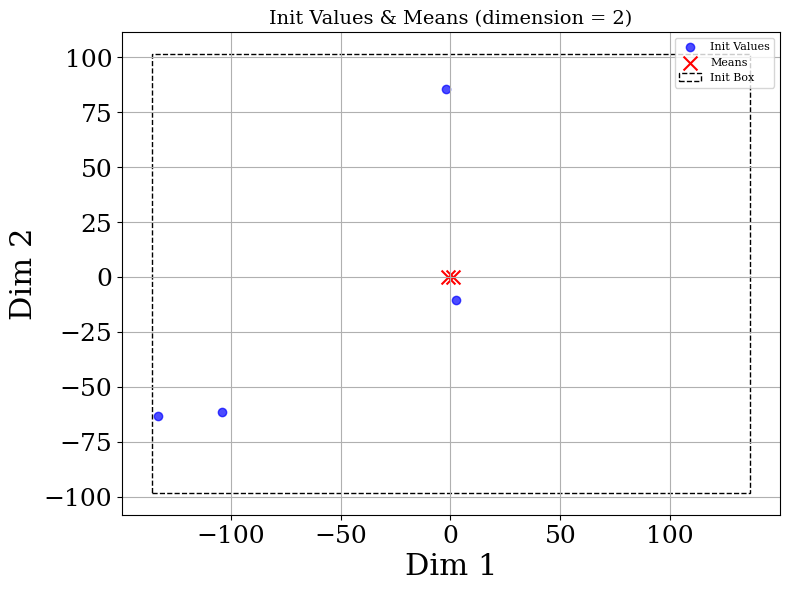 Init Values & Means (dimension = 2)
Init Values
Means
Init Box
100
75
50
25
0
−25
−50
−75
−100
Dim 2
−100
−50
0
50
100
Dim 1